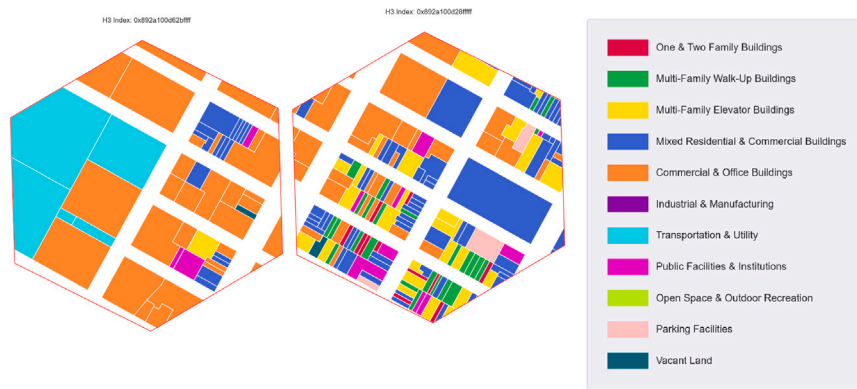 H3 Index: 0x892a100d62bffff
H3 Index: 0x892a100d28fffff
One & Two Family Buildings
Multi-Family Walk-Up Buildings
Multi-Family Elevator Buildings
Mixed Residential & Commercial Buildings
Commercial & Office Buildings
Industrial & Manufacturing
Transportation & Utility
Public Facilities & Institutions
Open Space & Outdoor Recreation
Parking Facilities
Vacant Land